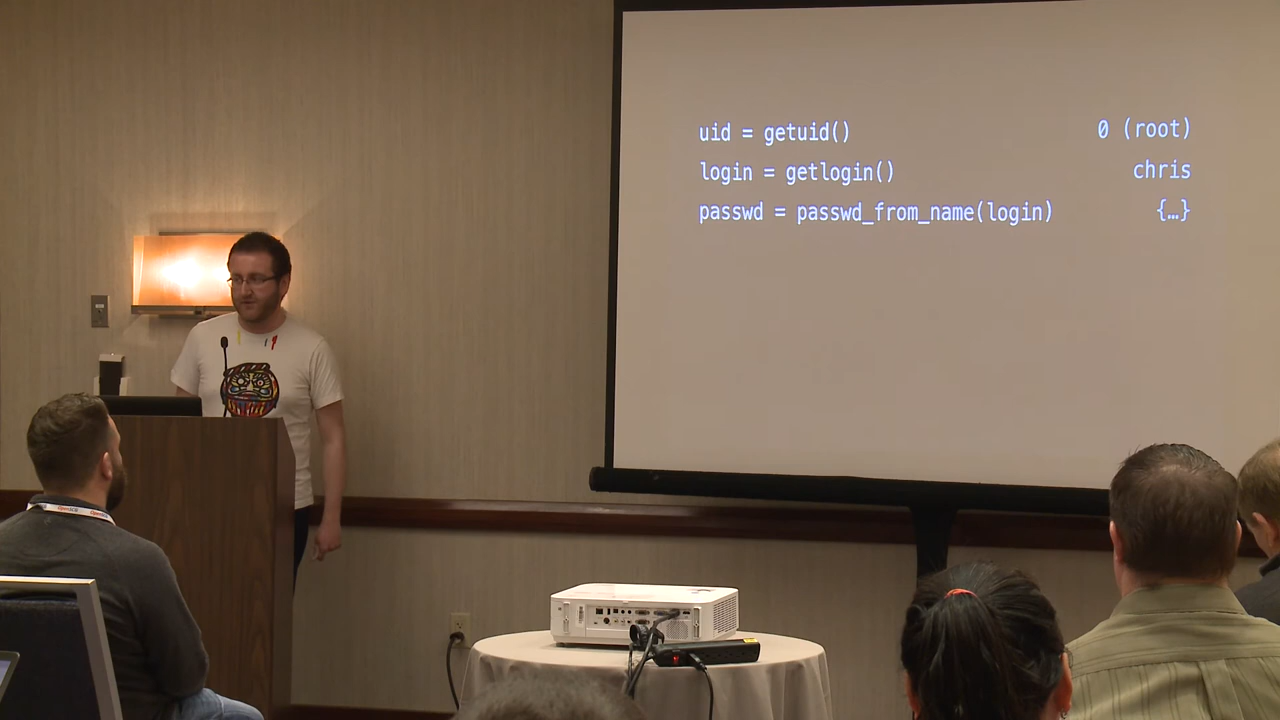 uid = getuid() 0 (root)
login = getlogin() chris
passwd = passwd_from_name(login) {…}